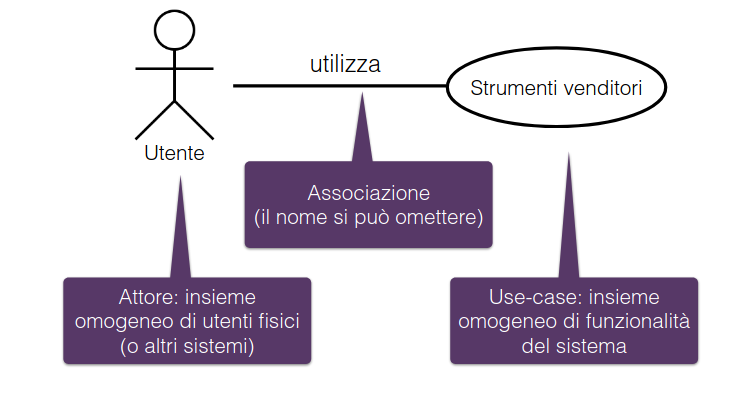 utilizza
Strumenti venditori
Utente
Associazione
(il nome si può omettere)
Attore: insieme
omogeneo di utenti fisici
(o altri sistemi)
Use-case: insieme
omogeneo di funzionalità
del sistema